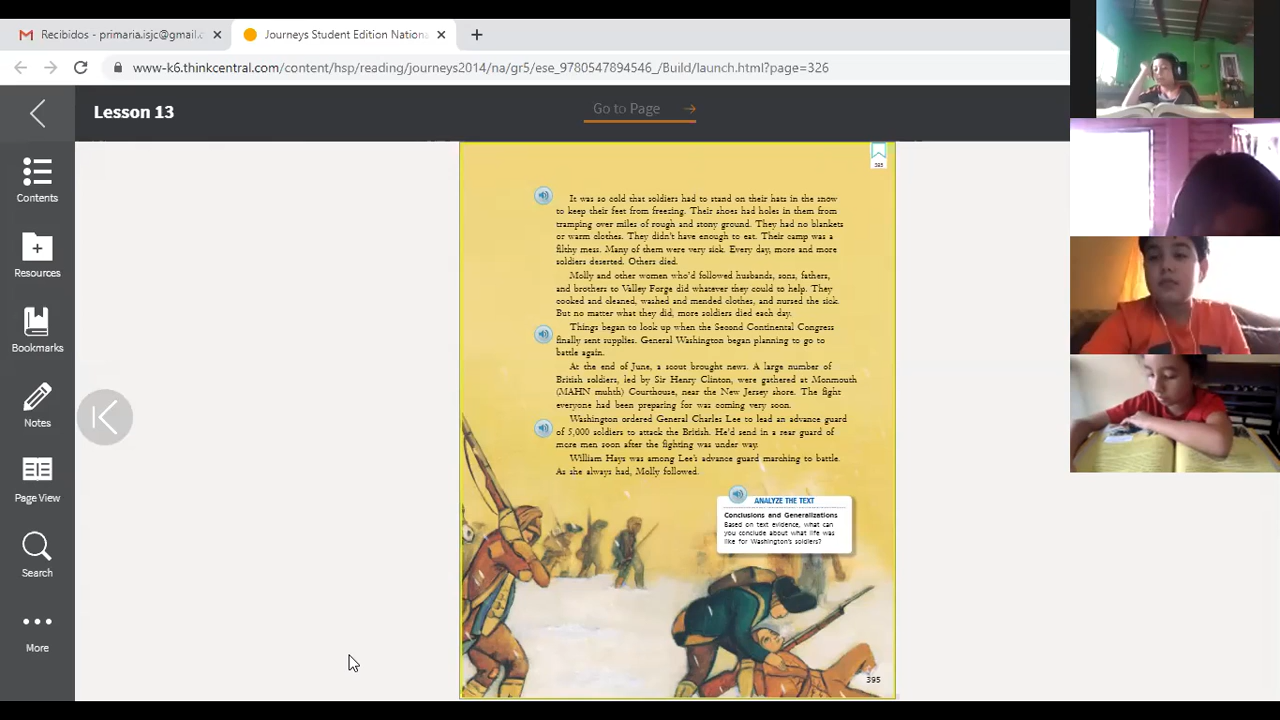 Recibidos - primaria.isjc@gmail.c
Journeys Student Edition Nationa
www-k6.thinkcentral.com/content/hsp/reading/journeys2014/na/gr5/ese_9780547894546_/Build/launch.html?page=326
Lesson 13
Go to Page
Contents
Resources
Bookmarks
Notes
Page View
Search
More
395
It was so cold that soldiers had to stand on their hats in the snow
to keep their feet from freezing. Their shoes had holes in them from
tramping over miles of rough and stony ground. They had no blankets
or warm clothes. They didn't have enough to eat. Their camp was a
filthy mess. Many of them were very sick. Every day, more and more
soldiers deserted. Others died.
Molly and other women who'd followed husbands, sons, fathers,
and brothers to Valley Forge did whatever they could to help. They
cooked and cleaned, washed and mended clothes, and nursed the sick.
But no matter what they did, more soldiers died each day.
Things began to look up when the Second Continental Congress
finally sent supplies. General Washington began planning to go to
battle again.
At the end of June, a scout brought news. A large number of
British soldiers, led by Sir Henry Clinton, were gathered at Monmouth
(MAHN muhth) Courthouse, near the New Jersey shore. The fight
everyone had been preparing for was coming very soon.
Washington ordered General Charles Lee to lead an advance guard
of 5,000 soldiers to attack the British. He'd send in a rear guard of
more men soon after the fighting was under way.
William Hays was among Lee's advance guard marching to battle.
As she always had, Molly followed.
ANALYZE THE TEXT
Conclusions and Generalizations
Based on text evidence, what can
you conclude about what life was
like for Washington's soldiers?
395